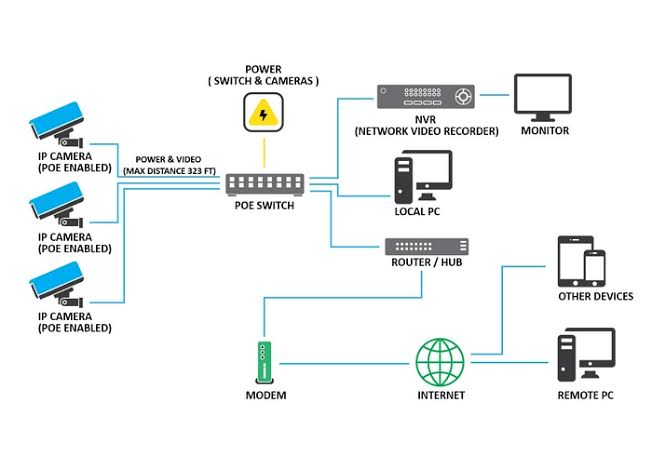 POWER
( SWITCH & CAMERAS )
IP CAMERA
(POE ENABLED)
POWER & VIDEO
(MAX DISTANCE 323 FT)
POE SWITCH
NVR
(NETWORK VIDEO RECORDER)
MONITOR
LOCAL PC
IP CAMERA
(POE ENABLED)
ROUTER / HUB
IP CAMERA
(POE ENABLED)
OTHER DEVICES
MODEM
INTERNET
REMOTE PC